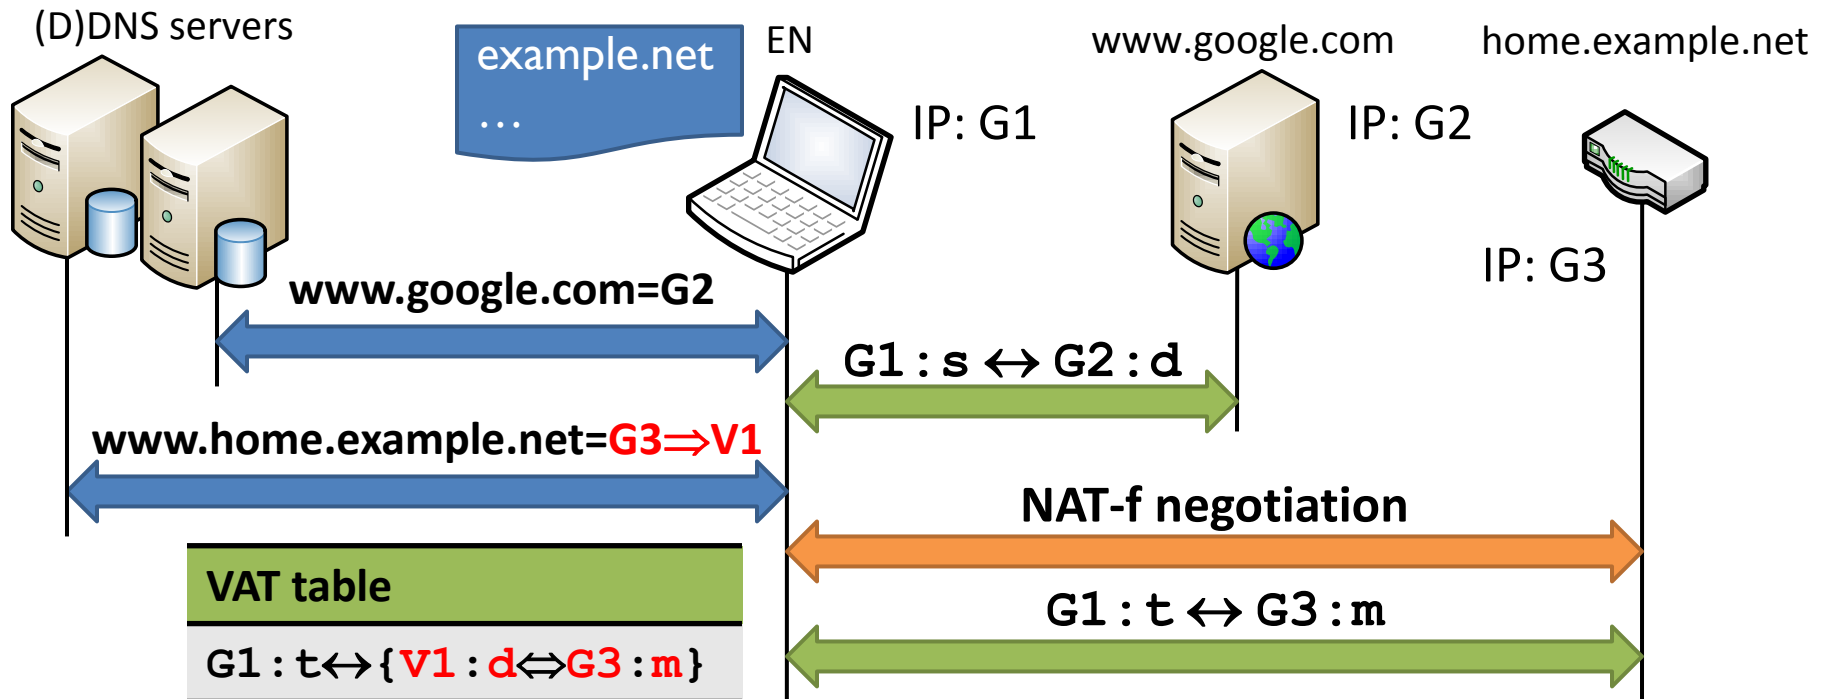 (D)DNS servers
example.net
...
EN
IP: G1
www.google.com
IP: G2
home.example.net
IP: G3
www.google.com=G2
G1:s↔G2:d
www.home.example.net=G3⇒V1
NAT-f negotiation
VAT table
G1:t↔{V1:d⇔G3:m}
G1:t↔G3:m